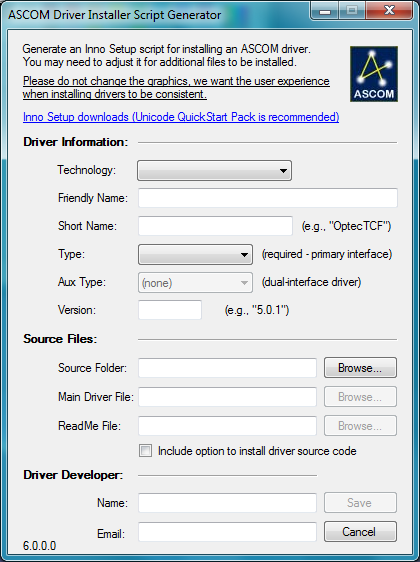 ASCOM Driver Installer Script Generator
Generate an Inno Setup script for installing an ASCOM driver.
You may need to adjust it for additional files to be installed.
Please do not change the graphics, we want the user experience
when installing drivers to be consistent.
ASCOM
Inno Setup downloads (Unicode QuickStart Pack is recommended)
Driver Information:
Technology:
Friendly Name:
Short Name: (e.g., "OptecTCF")
Type: (required - primary interface)
Aux Type: (none) (dual-interface driver)
Version: (e.g., "5.0.1")
Source Files:
Source Folder: Browse...
Main Driver File: Browse...
ReadMe File: Browse...
Include option to install driver source code
Driver Developer:
Name: Save
Email: Cancel
6.0.0.0